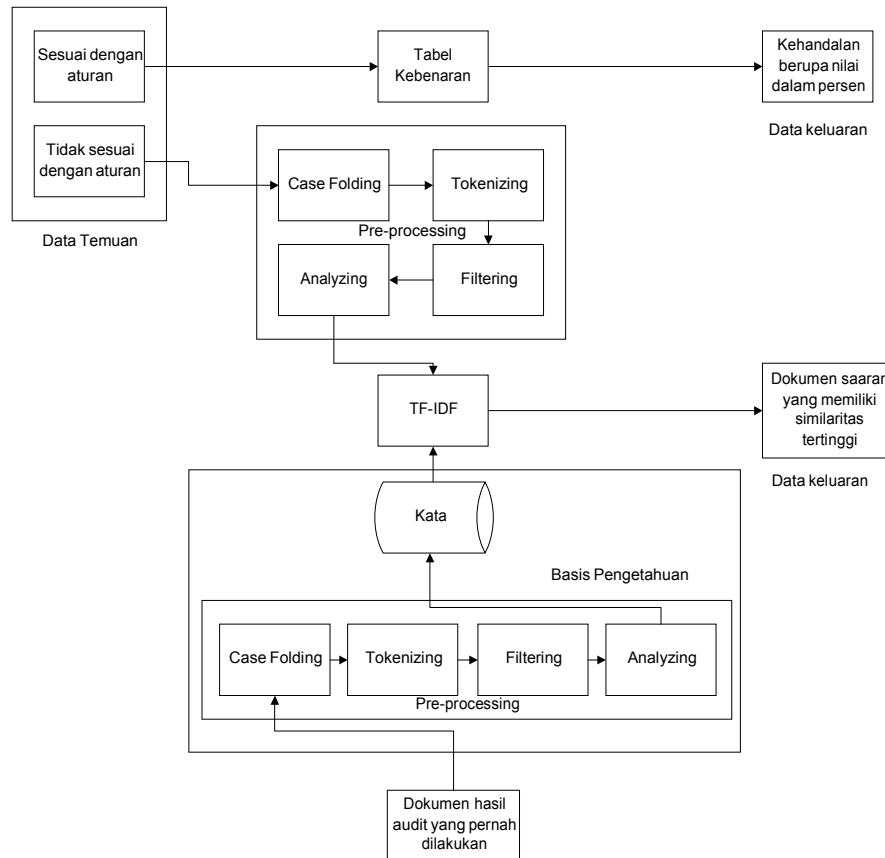 Sesuai dengan
aturan
Tabel
Kebenaran
Kehandalan
berupa nilai
dalam persen
Data keluaran
Tidak sesuai
dengan aturan
Data Temuan
Case Folding
Tokenizing
Pre-processing
Analyzing
Filtering
TF-IDF
Dokumen saaran
yang memiliki
similaritas
tertinggi
Data keluaran
Kata
Basis Pengetahuan
Case Folding
Tokenizing
Filtering
Analyzing
Pre-processing
Dokumen hasil
audit yang pernah
dilakukan